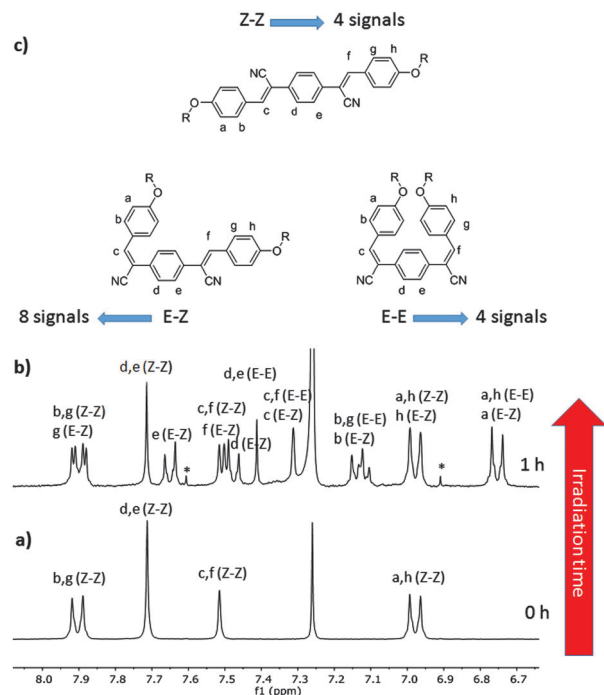 Z-Z 4 signals
c)
R
O
CN
f
g
h
O
R
a
b
c
d
e
CN
R
O
a
b
c
CN
d
e
CN
f
g
h
O
R
R
O
R
O
a
b
c
NC
d
e
CN
f
g
h
8 signals E-Z
E-E 4 signals
b)
d,e (Z-Z)
b,g (Z-Z)
g (E-Z)
e (E-Z)
*
c,f (Z-Z)
f(E-Z)
d (E-Z)
d,e (E-E)
c,f (E-E)
c (E-Z)
b,g (E-E)
b (E-Z)
a,h (Z-Z)
h (E-Z)
*
a,h (E-E)
a (E-Z)
1 h
a)
d,e (Z-Z)
b,g (Z-Z)
c,f (Z-Z)
a,h (Z-Z)
0 h
Irradiation time
8.0 7.9 7.8 7.7 7.6 7.5 7.4 7.3 7.2 7.1 7.0 6.9 6.8 6.7
f1 (ppm)